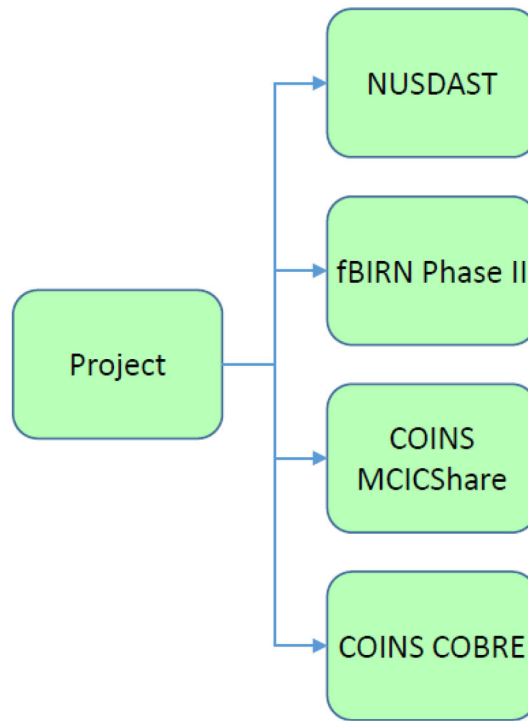 NUSDAST
fBIRN Phase II
Project
COINS
MCICShare
COINS COBRE